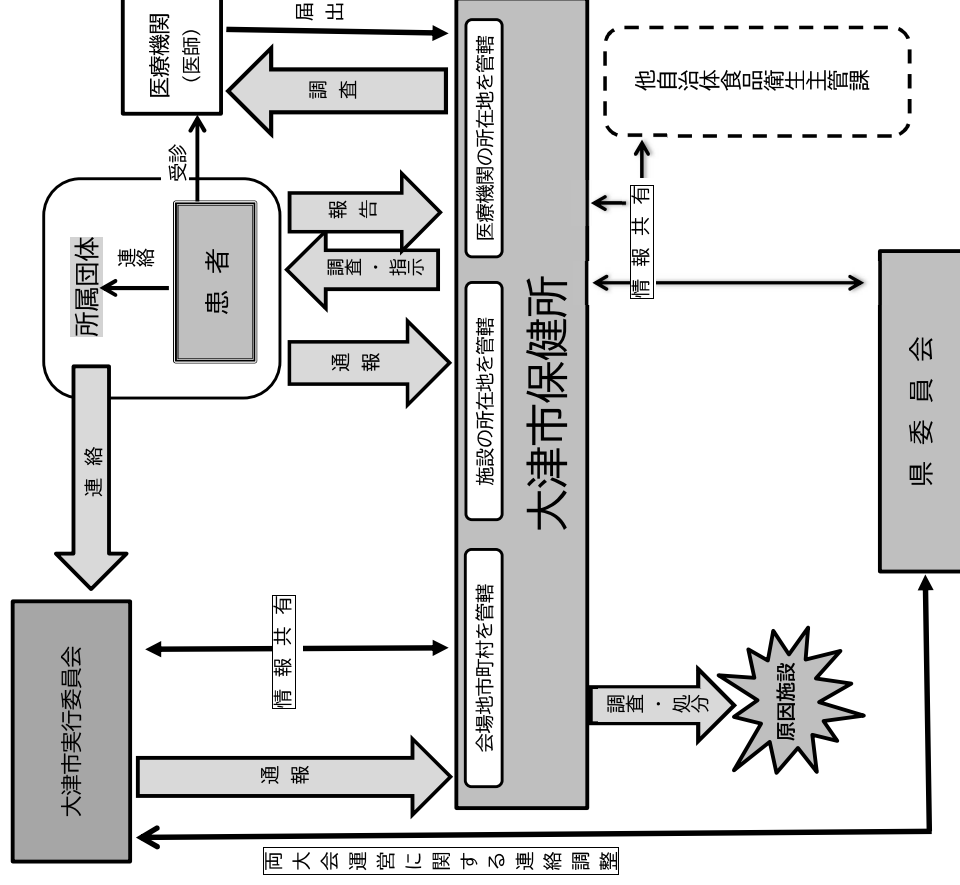 大津市実行委員会
連絡
所属団体
連絡
患者
受診
医療機関
（医師）
通報
情報共有
通報
調査・指示
報告
調査
届出
会場地市町村を管轄
施設の所在地を管轄
医療機関の所在地を管轄
大津市保健所
調査・処分
原因施設
情報共有
他自治体食品衛生主管課
県委員会
両大会運営に関する連絡調整